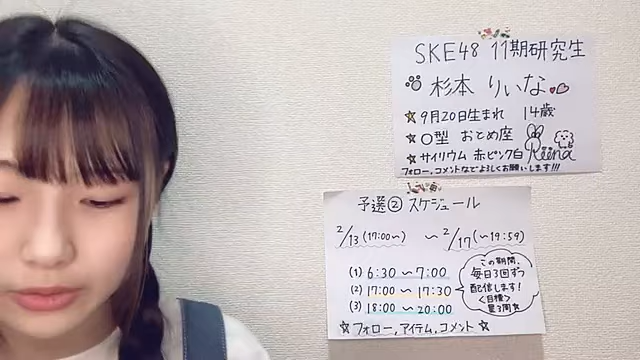 SKE48 11期研究生
杉本 りいな
☆9月20日生まれ 14歳
☆O型 おとめ座
☆サイリウム 赤ピンク白
Riina
フォロー,コメントなどよろしくお願いします!!!
予選② スケジュール
2/13(17:00〜) 〜 2/17(〜19:59)
(1) 6:30 〜 7:00
(2) 17:00 〜 17:30
(3) 18:00 〜 20:00
この期間、
毎日3回ずつ
配信します!
<目標>
星3周☆
☆フォロー,アイテム,コメント☆